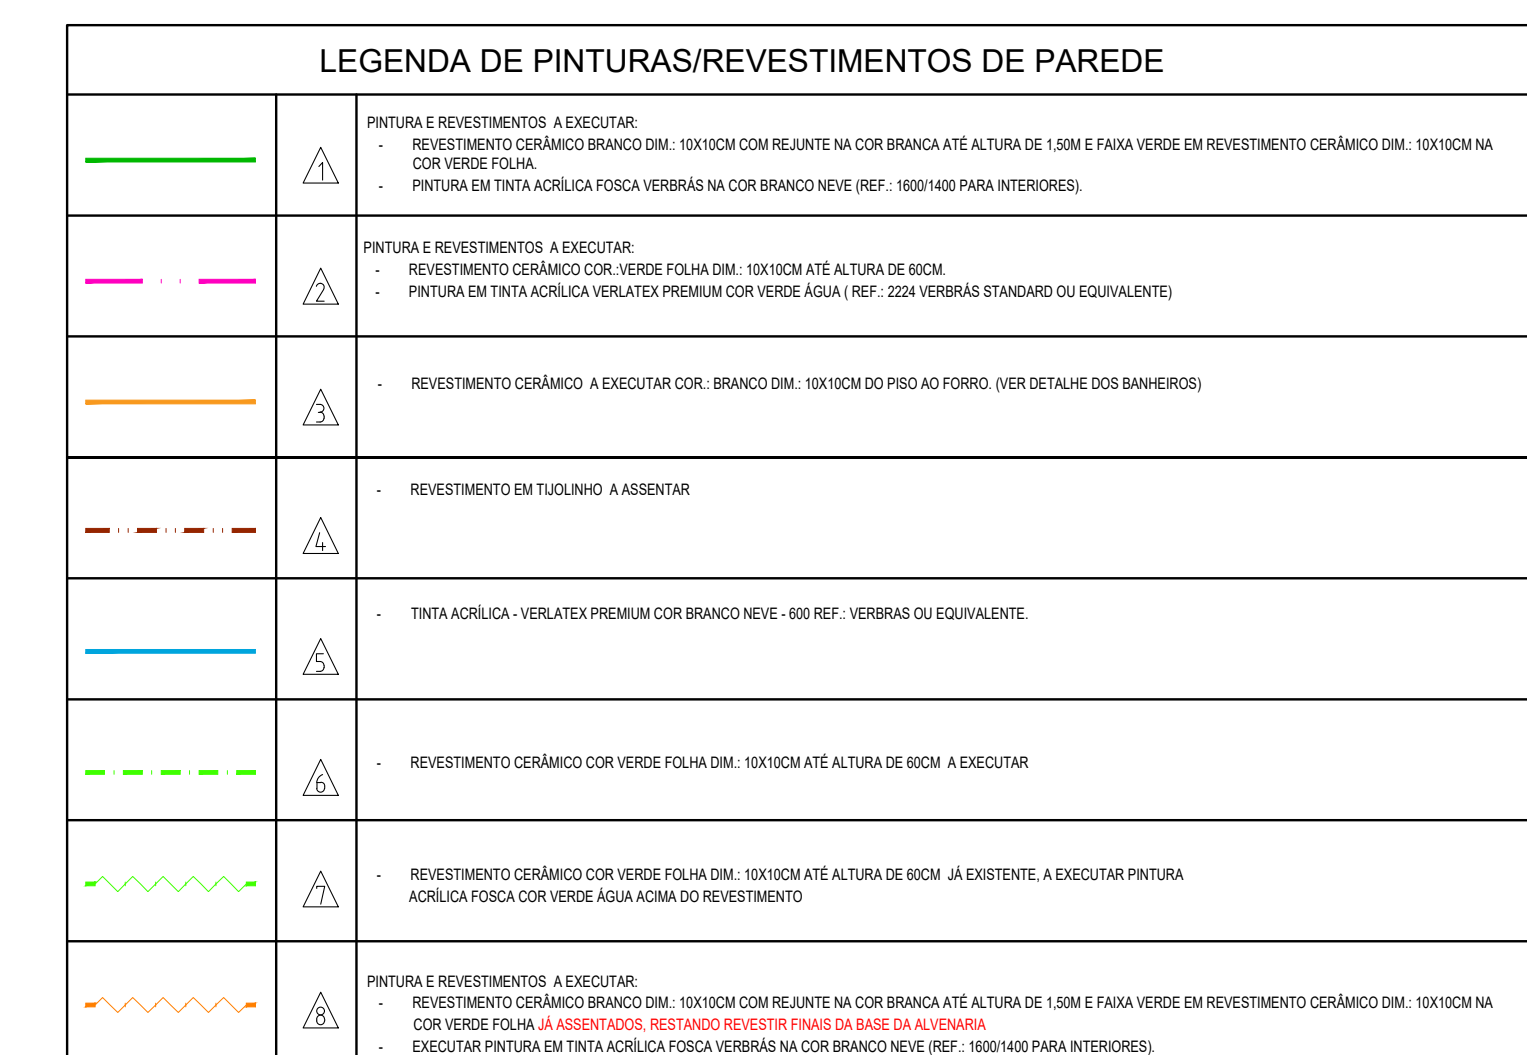 LEGENDA DE PINTURAS/REVESTIMENTOS DE PAREDE
1
PINTURA E REVESTIMENTOS A EXECUTAR:
- REVESTIMENTO CERÂMICO BRANCO DIM.: 10X10CM COM REJUNTE NA COR BRANCA ATÉ ALTURA DE 1,50M E FAIXA VERDE EM REVESTIMENTO CERÂMICO DIM.: 10X10CM NA
COR VERDE FOLHA.
- PINTURA EM TINTA ACRÍLICA FOSCA VERBRÁS NA COR BRANCO NEVE (REF.: 1600/1400 PARA INTERIORES).
2
PINTURA E REVESTIMENTOS A EXECUTAR:
- REVESTIMENTO CERÂMICO COR.:VERDE FOLHA DIM.: 10X10CM ATÉ ALTURA DE 60CM.
- PINTURA EM TINTA ACRÍLICA VERLATEX PREMIUM COR VERDE ÁGUA ( REF.: 2224 VERBRÁS STANDARD OU EQUIVALENTE)
3
- REVESTIMENTO CERÂMICO A EXECUTAR COR.: BRANCO DIM.: 10X10CM DO PISO AO FORRO. (VER DETALHE DOS BANHEIROS)
4
- REVESTIMENTO EM TIJOLINHO A ASSENTAR
5
- TINTA ACRÍLICA - VERLATEX PREMIUM COR BRANCO NEVE - 600 REF.: VERBRAS OU EQUIVALENTE.
6
- REVESTIMENTO CERÂMICO COR VERDE FOLHA DIM.: 10X10CM ATÉ ALTURA DE 60CM A EXECUTAR
7
- REVESTIMENTO CERÂMICO COR VERDE FOLHA DIM.: 10X10CM ATÉ ALTURA DE 60CM JÁ EXISTENTE, A EXECUTAR PINTURA
ACRÍLICA FOSCA COR VERDE ÁGUA ACIMA DO REVESTIMENTO
8
PINTURA E REVESTIMENTOS A EXECUTAR:
- REVESTIMENTO CERÂMICO BRANCO DIM.: 10X10CM COM REJUNTE NA COR BRANCA ATÉ ALTURA DE 1,50M E FAIXA VERDE EM REVESTIMENTO CERÂMICO DIM.: 10X10CM NA
COR VERDE FOLHA JÁ ASSENTADOS, RESTANDO REVESTIR FINAIS DA BASE DA ALVENARIA
- EXECUTAR PINTURA EM TINTA ACRÍLICA FOSCA VERBRÁS NA COR BRANCO NEVE (REF.: 1600/1400 PARA INTERIORES).